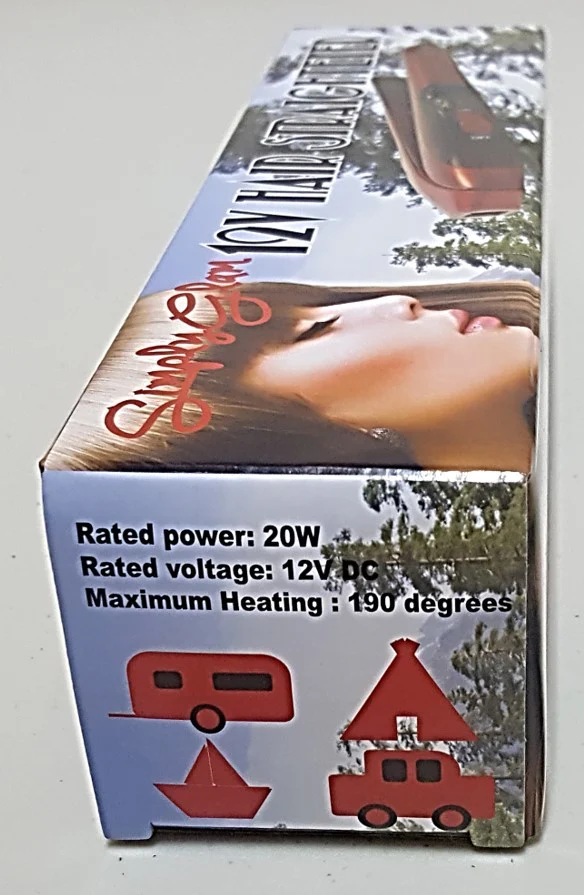 Simply Glam
12V HAIR STRAIGHTENER
Rated power: 20W
Rated voltage: 12V DC
Maximum Heating : 190 degrees